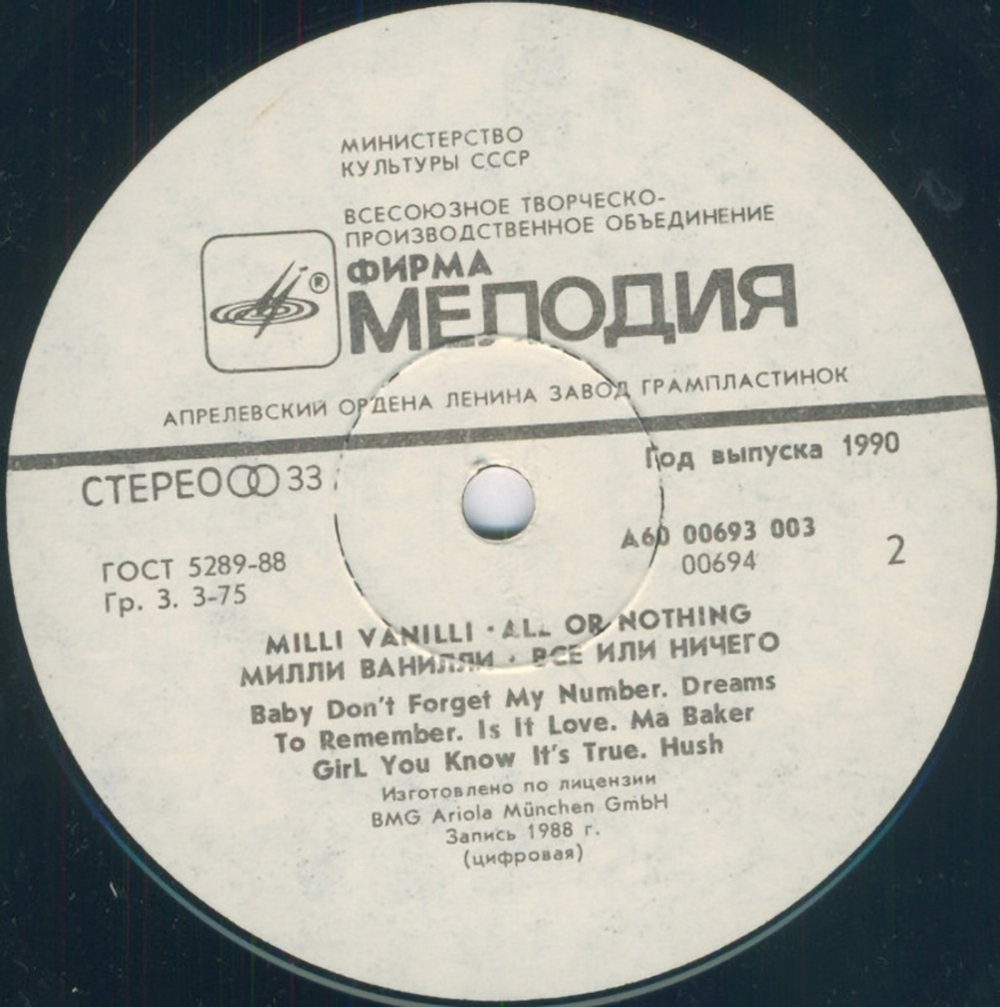 МИНИСТЕРСТВО
КУЛЬТУРЫ СССР
ВСЕСОЮЗНОЕ ТВОРЧЕСКО-
ПРОИЗВОДСТВЕННОЕ ОБЪЕДИНЕНИЕ
®
ФИРМА
МЕЛОДИЯ
АПРЕЛЕВСКИЙ ОРДЕНА ЛЕНИНА ЗАВОД ГРАМПЛАСТИНОК
СТЕРЕО 33
Год выпуска 1990
ГОСТ 5289-88
Гр. 3. 3-75
А60 00693 003
00694
2
MILLI VANILLI · ALL OR NOTHING
МИЛЛИ ВАНИЛЛИ · ВСЕ ИЛИ НИЧЕГО
Baby Don't Forget My Number. Dreams
To Remember. Is It Love. Ma Baker
GirL You Know It's True. Hush
Изготовлено по лицензии
BMG Ariola München GmbH
Запись 1988 г.
(цифровая)